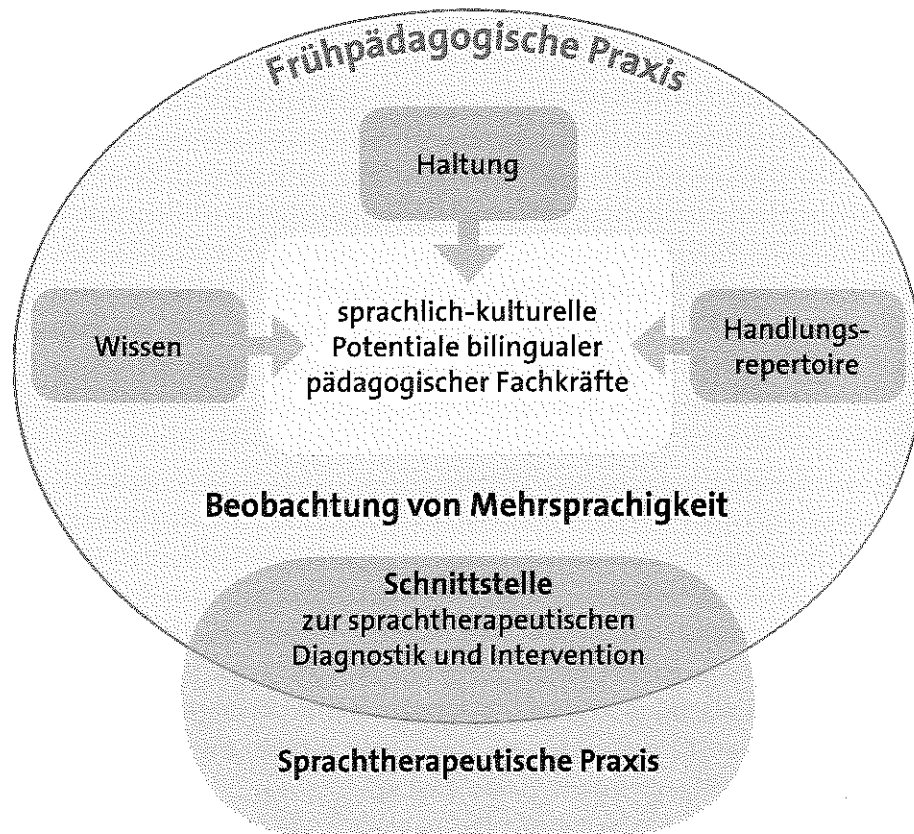 Frühpädagogische Praxis
Haltung
Wissen
sprachlich-kulturelle
Potentiale bilingualer
pädagogischer Fachkräfte
Handlungs-
repertoire
Beobachtung von Mehrsprachigkeit
Schnittstelle
zur sprachtherapeutischen
Diagnostik und Intervention
Sprachtherapeutische Praxis